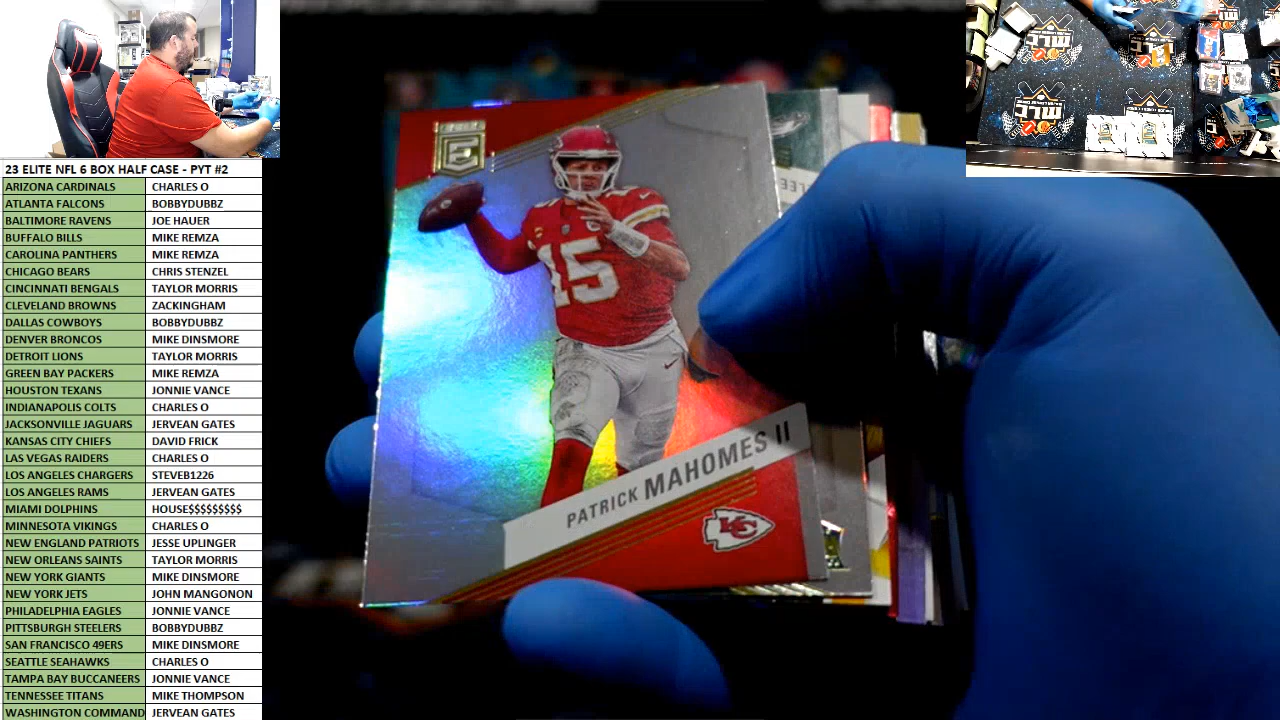 23 ELITE NFL 6 BOX HALF CASE - PYT #2
ARIZONA CARDINALS CHARLES O
ATLANTA FALCONS BOBBYDUBBZ
BALTIMORE RAVENS JOE HAUER
BUFFALO BILLS MIKE REMZA
CAROLINA PANTHERS MIKE REMZA
CHICAGO BEARS CHRIS STENZEL
CINCINNATI BENGALS TAYLOR MORRIS
CLEVELAND BROWNS ZACKINGHAM
DALLAS COWBOYS BOBBYDUBBZ
DENVER BRONCOS MIKE DINSMORE
DETROIT LIONS TAYLOR MORRIS
GREEN BAY PACKERS MIKE REMZA
HOUSTON TEXANS JONNIE VANCE
INDIANAPOLIS COLTS CHARLES O
JACKSONVILLE JAGUARS JERVEAN GATES
KANSAS CITY CHIEFS DAVID FRICK
LAS VEGAS RAIDERS CHARLES O
LOS ANGELES CHARGERS STEVEB1226
LOS ANGELES RAMS JERVEAN GATES
MIAMI DOLPHINS HOUSE$$$$$$$$$
MINNESOTA VIKINGS CHARLES O
NEW ENGLAND PATRIOTS JESSE UPLINGER
NEW ORLEANS SAINTS TAYLOR MORRIS
NEW YORK GIANTS MIKE DINSMORE
NEW YORK JETS JOHN MANGONON
PHILADELPHIA EAGLES JONNIE VANCE
PITTSBURGH STEELERS BOBBYDUBBZ
SAN FRANCISCO 49ERS MIKE DINSMORE
SEATTLE SEAHAWKS CHARLES O
TAMPA BAY BUCCANEERS JONNIE VANCE
TENNESSEE TITANS MIKE THOMPSON
WASHINGTON COMMAND JERVEAN GATES
E
15
PATRICK MAHOMES II
KC